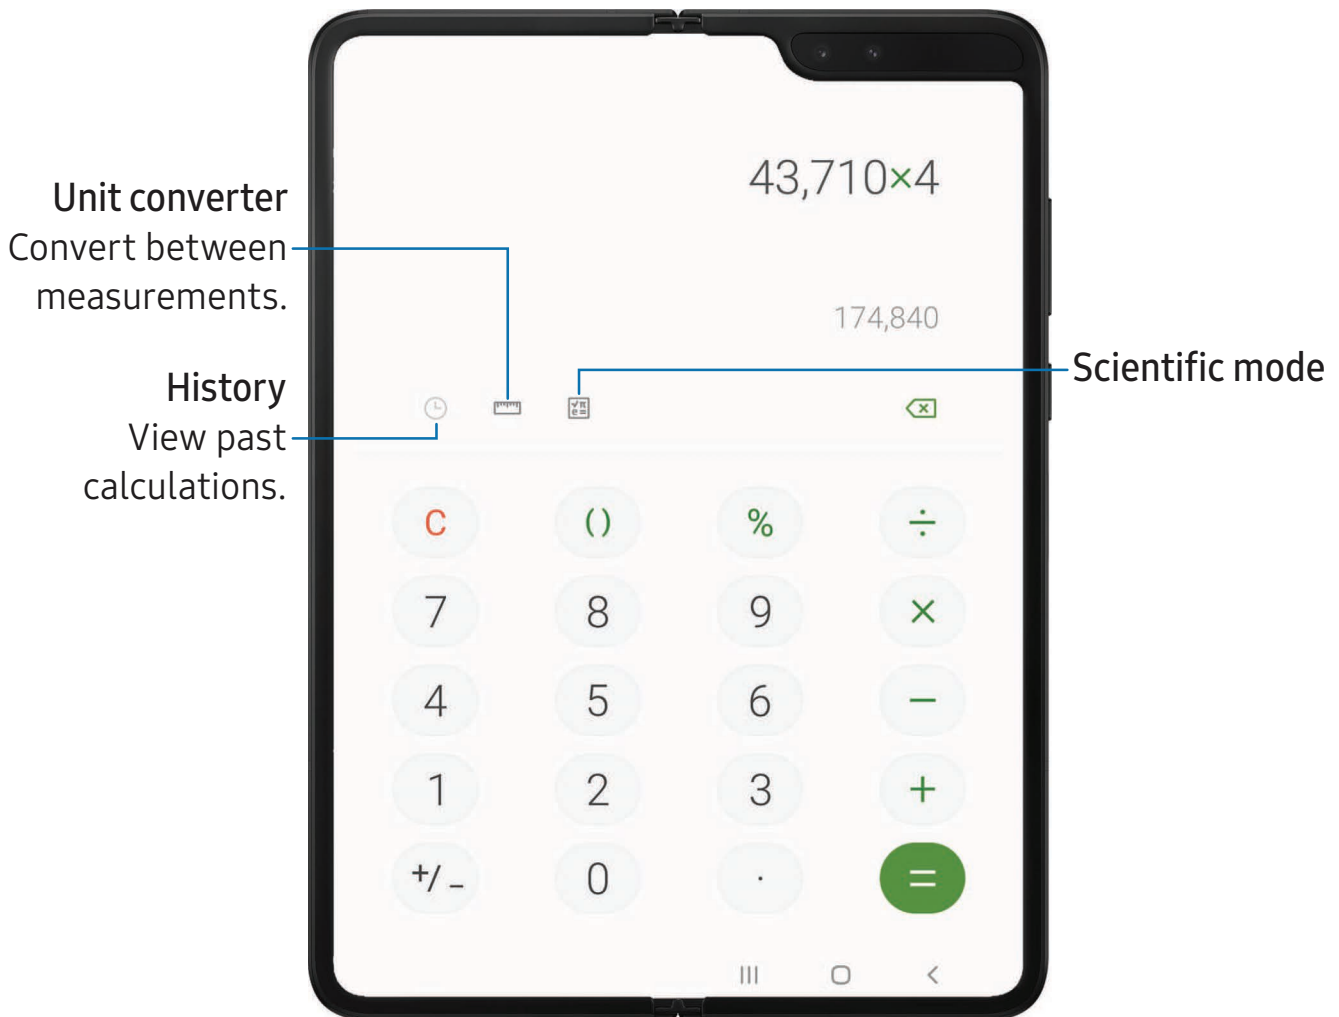 43,710×4
Unit converter
Convert between
measurements.
174,840
Scientific mode
History
View past
calculations.
√π
e=
C
()
%
÷
7
8
9
×
4
5
6
−
1
2
3
+
+/-
0
.
=